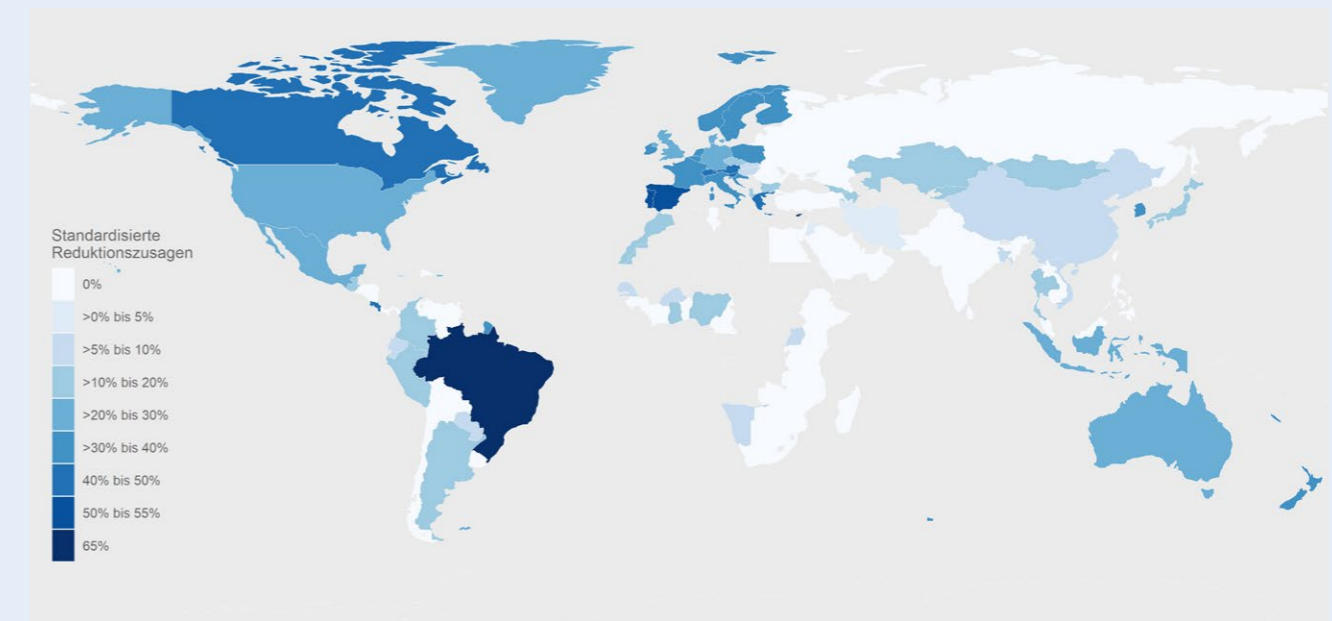 Standardisierte
Reduktionszusagen
0%
>0% bis 5%
>5% bis 10%
>10% bis 20%
>20% bis 30%
>30% bis 40%
40% bis 50%
50% bis 55%
65%